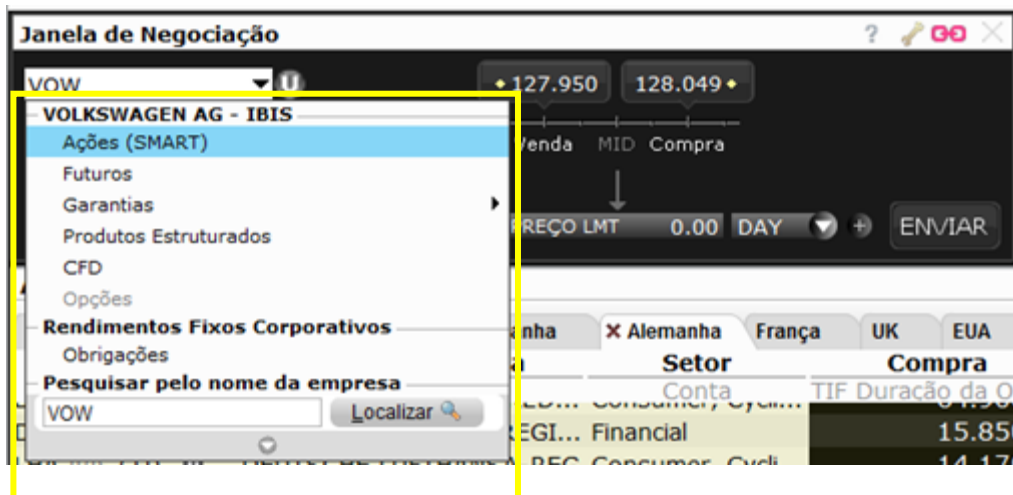 Janela de Negociação ?
VOW U 127.950 128.049
VOLKSWAGEN AG - IBIS
Ações (SMART)
Venda MID Compra
Futuros
Garantias
Produtos Estruturados
PREÇO LMT 0.00 DAY + ENVIAR
CFD
Opções
Rendimentos Fixos Corporativos
Alemanha França UK EUA
Obrigações
Setor Compra
Pesquisar pelo nome da empresa
Conta TIF Duração da O
VOW Localizar
Consumer, Cycli...
Financial 15.850
Consumer, Cycli